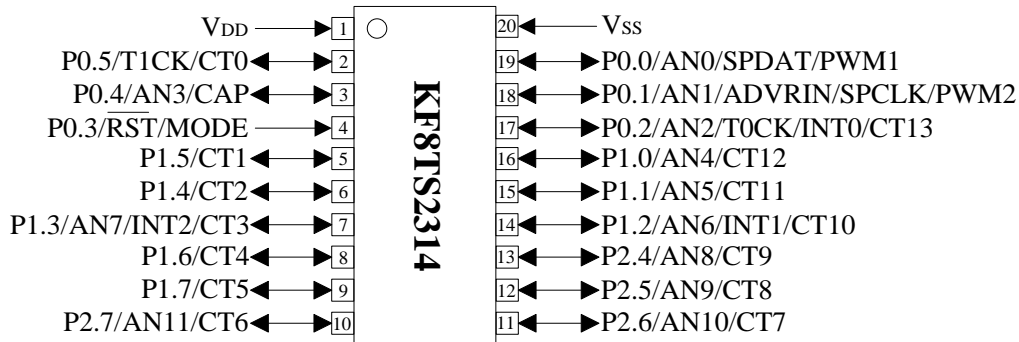 VDD 1 20 VSS
P0.5/T1CK/CT0 2 19 P0.0/AN0/SPDAT/PWM1
P0.4/AN3/CAP 3 18 P0.1/AN1/ADVRIN/SPCLK/PWM2
P0.3/RST/MODE 4 17 P0.2/AN2/T0CK/INT0/CT13
P1.5/CT1 5 16 P1.0/AN4/CT12
P1.4/CT2 6 15 P1.1/AN5/CT11
P1.3/AN7/INT2/CT3 7 14 P1.2/AN6/INT1/CT10
P1.6/CT4 8 13 P2.4/AN8/CT9
P1.7/CT5 9 12 P2.5/AN9/CT8
P2.7/AN11/CT6 10 11 P2.6/AN10/CT7
KF8TS2314